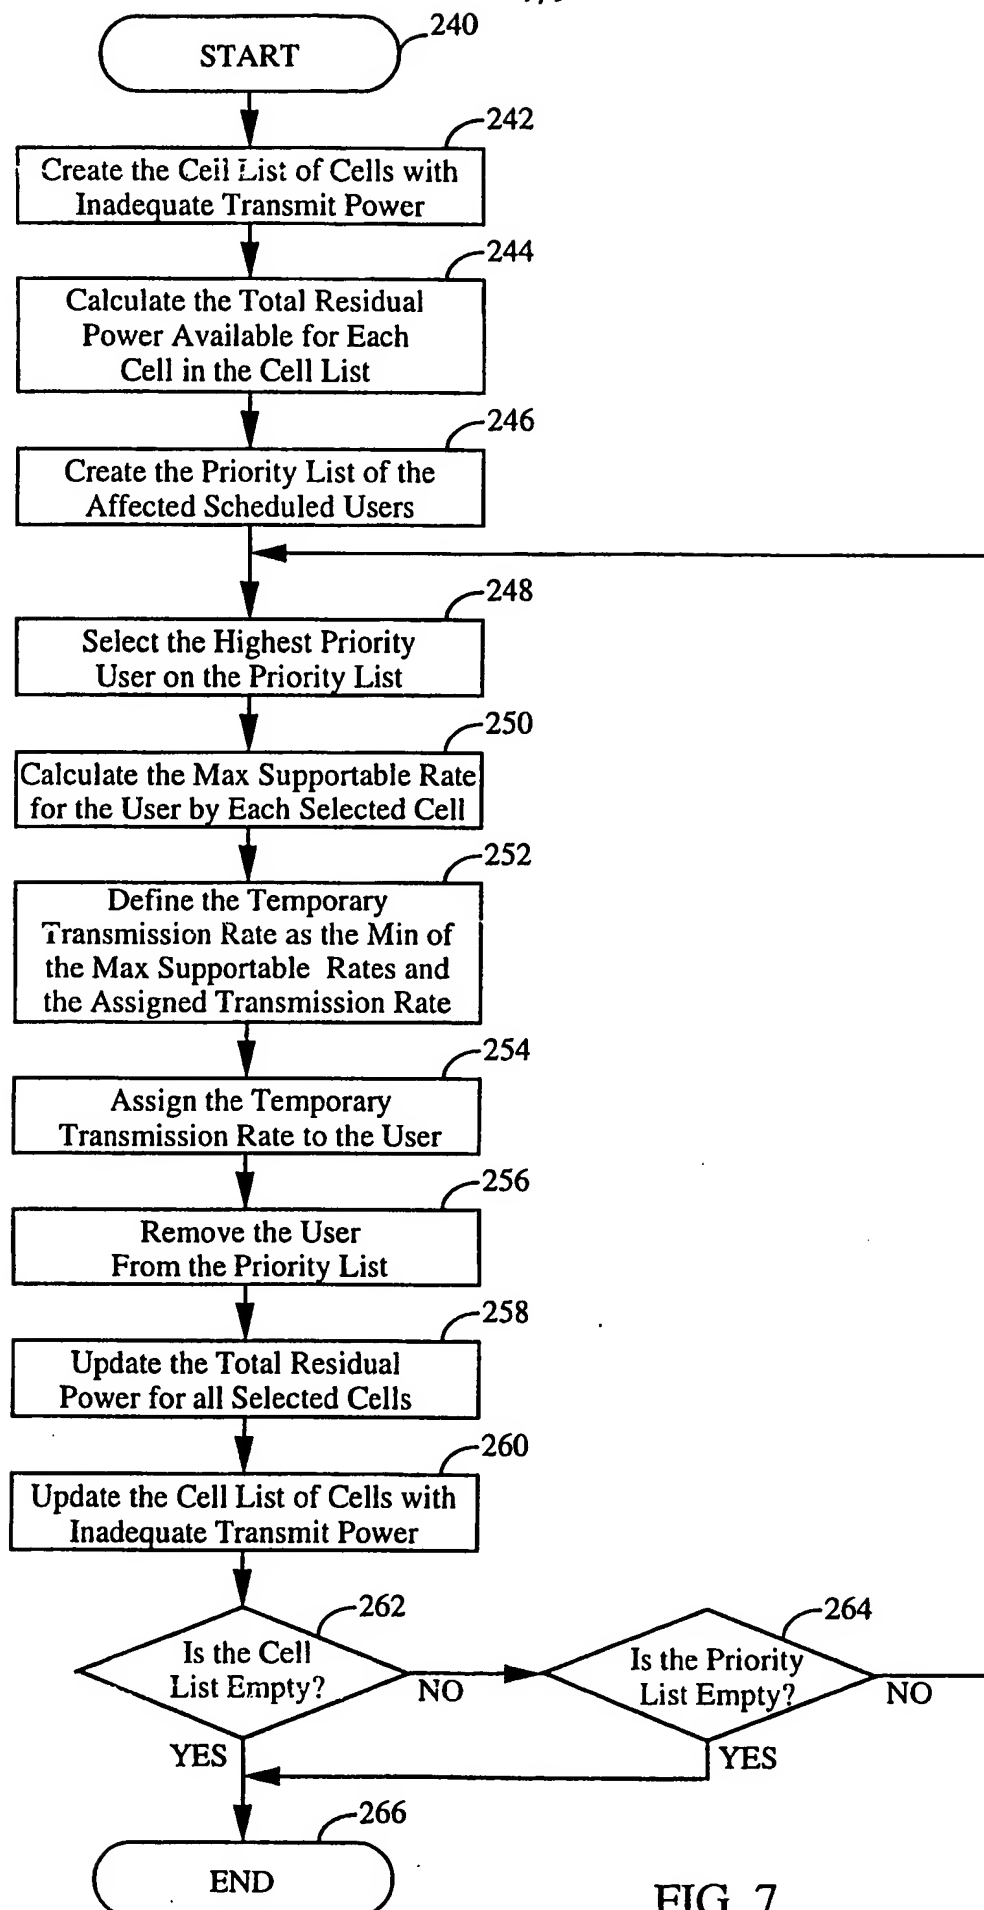 START
240
242
Create the Cell List of Cells with
Inadequate Transmit Power
244
Calculate the Total Residual
Power Available for Each
Cell in the Cell List
246
Create the Priority List of the
Affected Scheduled Users
248
Select the Highest Priority
User on the Priority List
250
Calculate the Max Supportable Rate
for the User by Each Selected Cell
252
Define the Temporary
Transmission Rate as the Min of
the Max Supportable Rates and
the Assigned Transmission Rate
254
Assign the Temporary
Transmission Rate to the User
256
Remove the User
From the Priority List
258
Update the Total Residual
Power for all Selected Cells
260
Update the Cell List of Cells with
Inadequate Transmit Power
262
Is the Cell
List Empty?
NO
YES
264
Is the Priority
List Empty?
NO
YES
266
END
FIG. 7